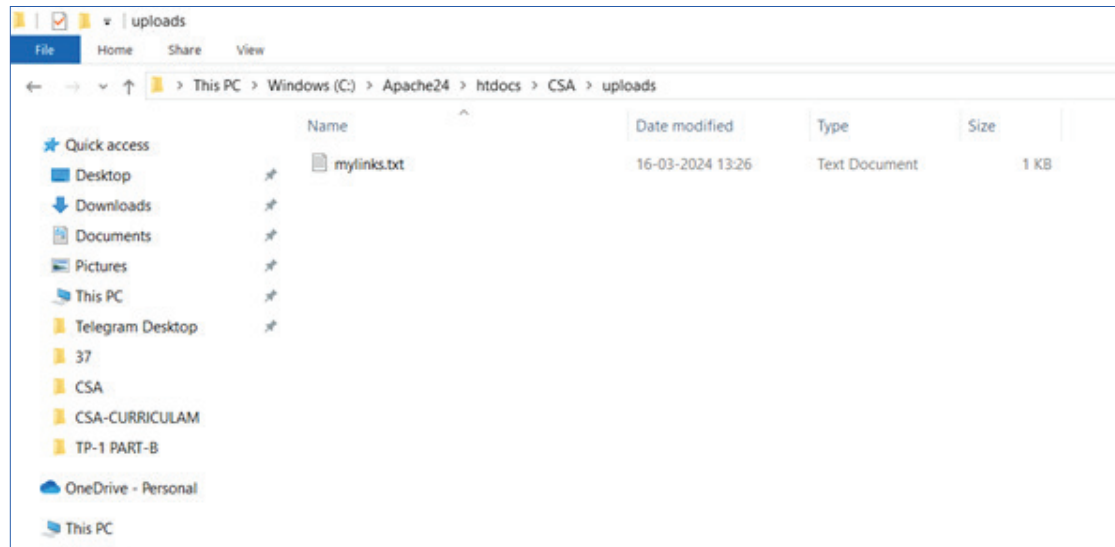 uploads
File Home Share View
This PC > Windows (C:) > Apache24 > htdocs > CSA > uploads
Name Date modified Type Size
mylinks.txt 16-03-2024 13:26 Text Document 1 KB
Quick access
Desktop
Downloads
Documents
Pictures
This PC
Telegram Desktop
37
CSA
CSA-CURRICULAM
TP-1 PART-B
OneDrive - Personal
This PC